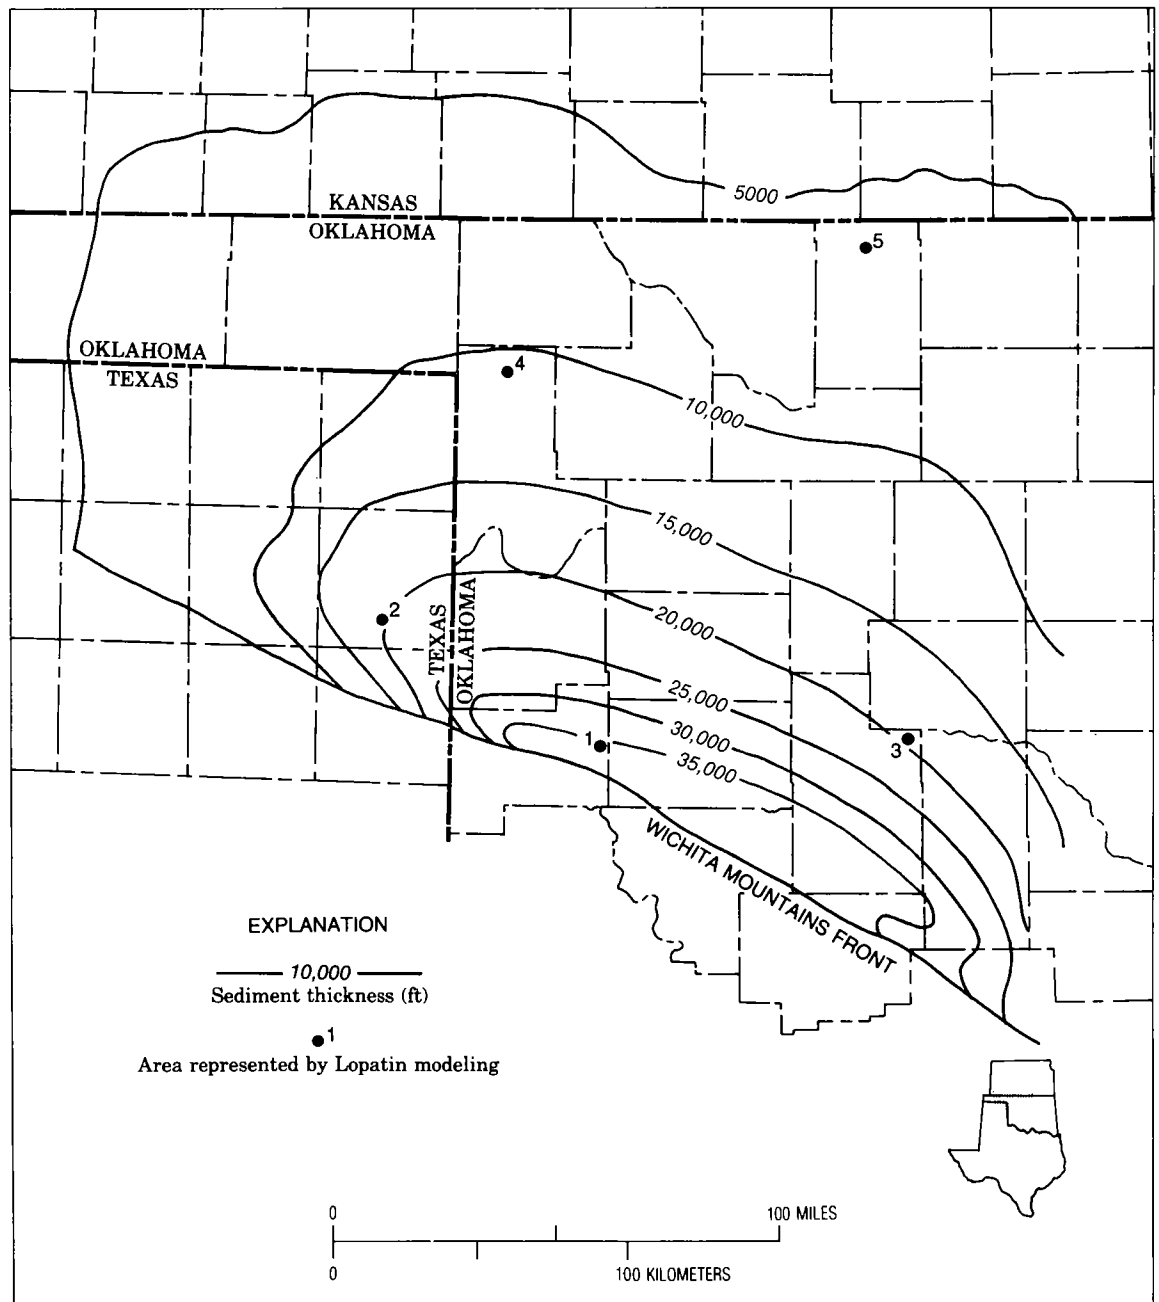 5000
KANSAS
OKLAHOMA
5
OKLAHOMA
TEXAS
4
10,000
15,000
2
TEXAS
OKLAHOMA
20,000
25,000
30,000
1
35,000
3
WICHITA MOUNTAINS FRONT
EXPLANATION
10,000
Sediment thickness (ft)
1
Area represented by Lopatin modeling
0
100 MILES
0
100 KILOMETERS